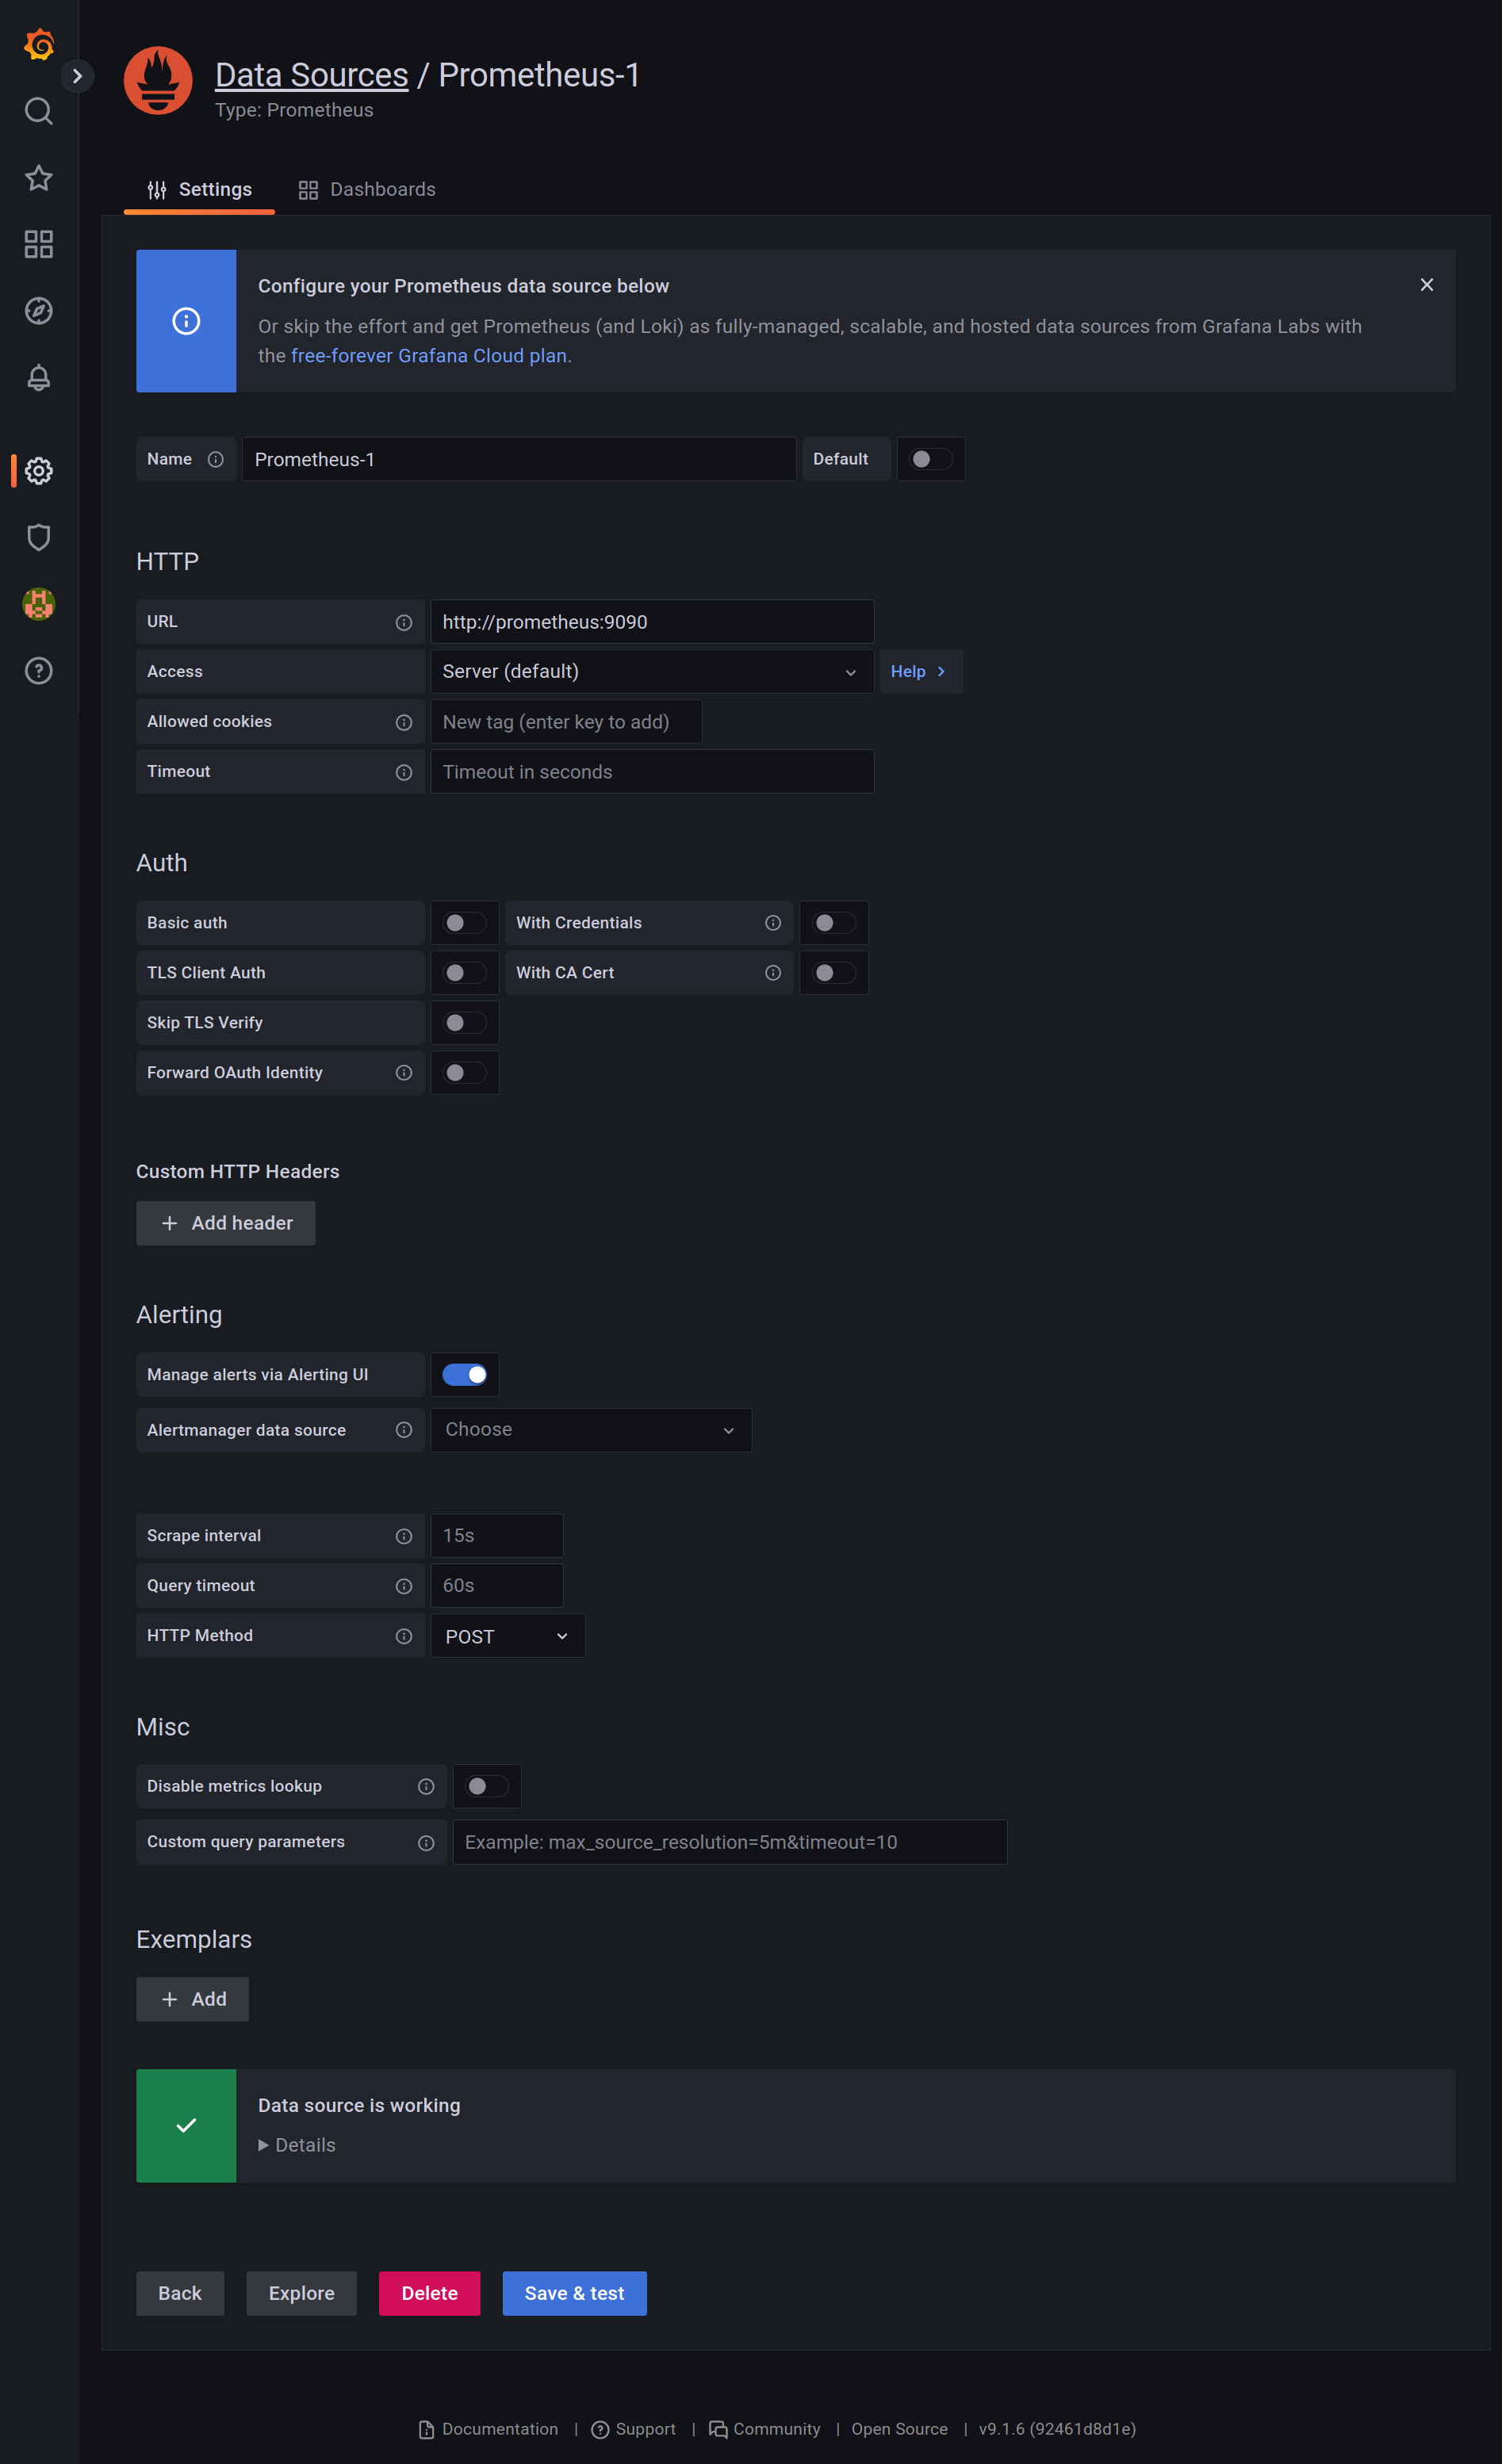 Data Sources / Prometheus-1
Type: Prometheus
Settings Dashboards
Configure your Prometheus data source below
Or skip the effort and get Prometheus (and Loki) as fully-managed, scalable, and hosted data sources from Grafana Labs with
the free-forever Grafana Cloud plan.
Name Prometheus-1 Default
HTTP
URL http://prometheus:9090
Access Server (default) Help
Allowed cookies New tag (enter key to add)
Timeout Timeout in seconds
Auth
Basic auth With Credentials
TLS Client Auth With CA Cert
Skip TLS Verify
Forward OAuth Identity
Custom HTTP Headers
Add header
Alerting
Manage alerts via Alerting UI
Alertmanager data source Choose
Scrape interval 15s
Query timeout 60s
HTTP Method POST
Misc
Disable metrics lookup
Custom query parameters Example: max_source_resolution=5m&timeout=10
Exemplars
Add
Data source is working
Details
Back Explore Delete Save & test
Documentation | Support | Community | Open Source | v9.1.6 (92461d8d1e)